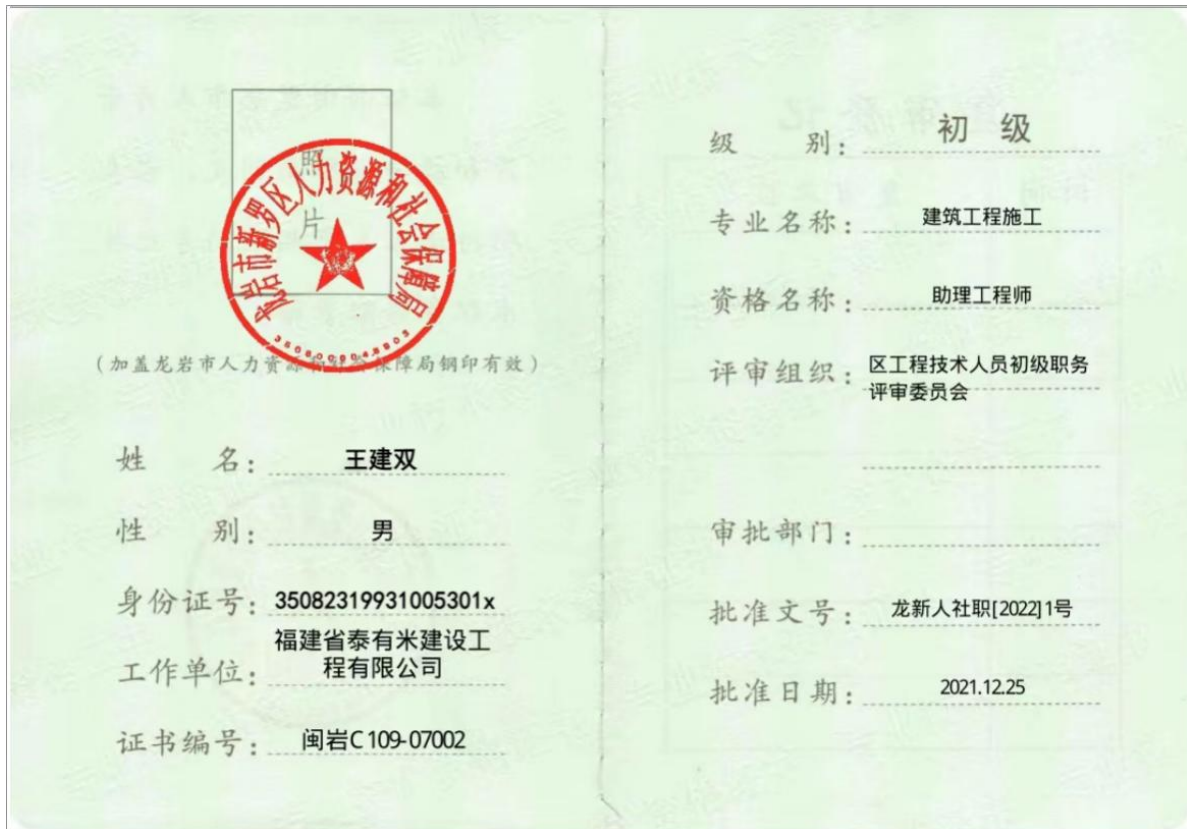 照
片
龙岩市新罗区人力资源和社会保障局
(加盖龙岩市人力资源和社会保障局钢印有效)
姓 名: 王建双
性 别: 男
身份证号: 35082319931005301x
工作单位: 福建省泰有米建设工
程有限公司
证书编号: 闽岩C109-07002
级 别: 初 级
专业名称: 建筑工程施工
资格名称: 助理工程师
评审组织: 区工程技术人员初级职务
评审委员会
审批部门:
批准文号: 龙新人社职[2022]1号
批准日期: 2021.12.25